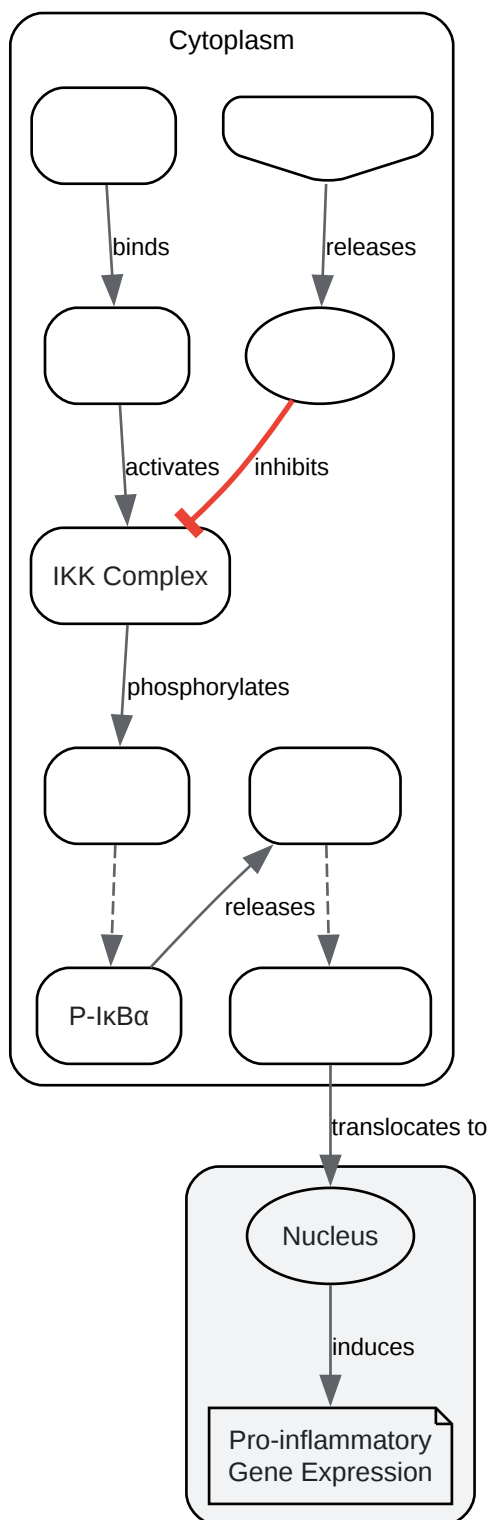 Cytoplasm
binds
releases
activates
inhibits
IKK Complex
phosphorylates
releases
P-IκBα
translocates to
Nucleus
induces
Pro-inflammatory
Gene Expression